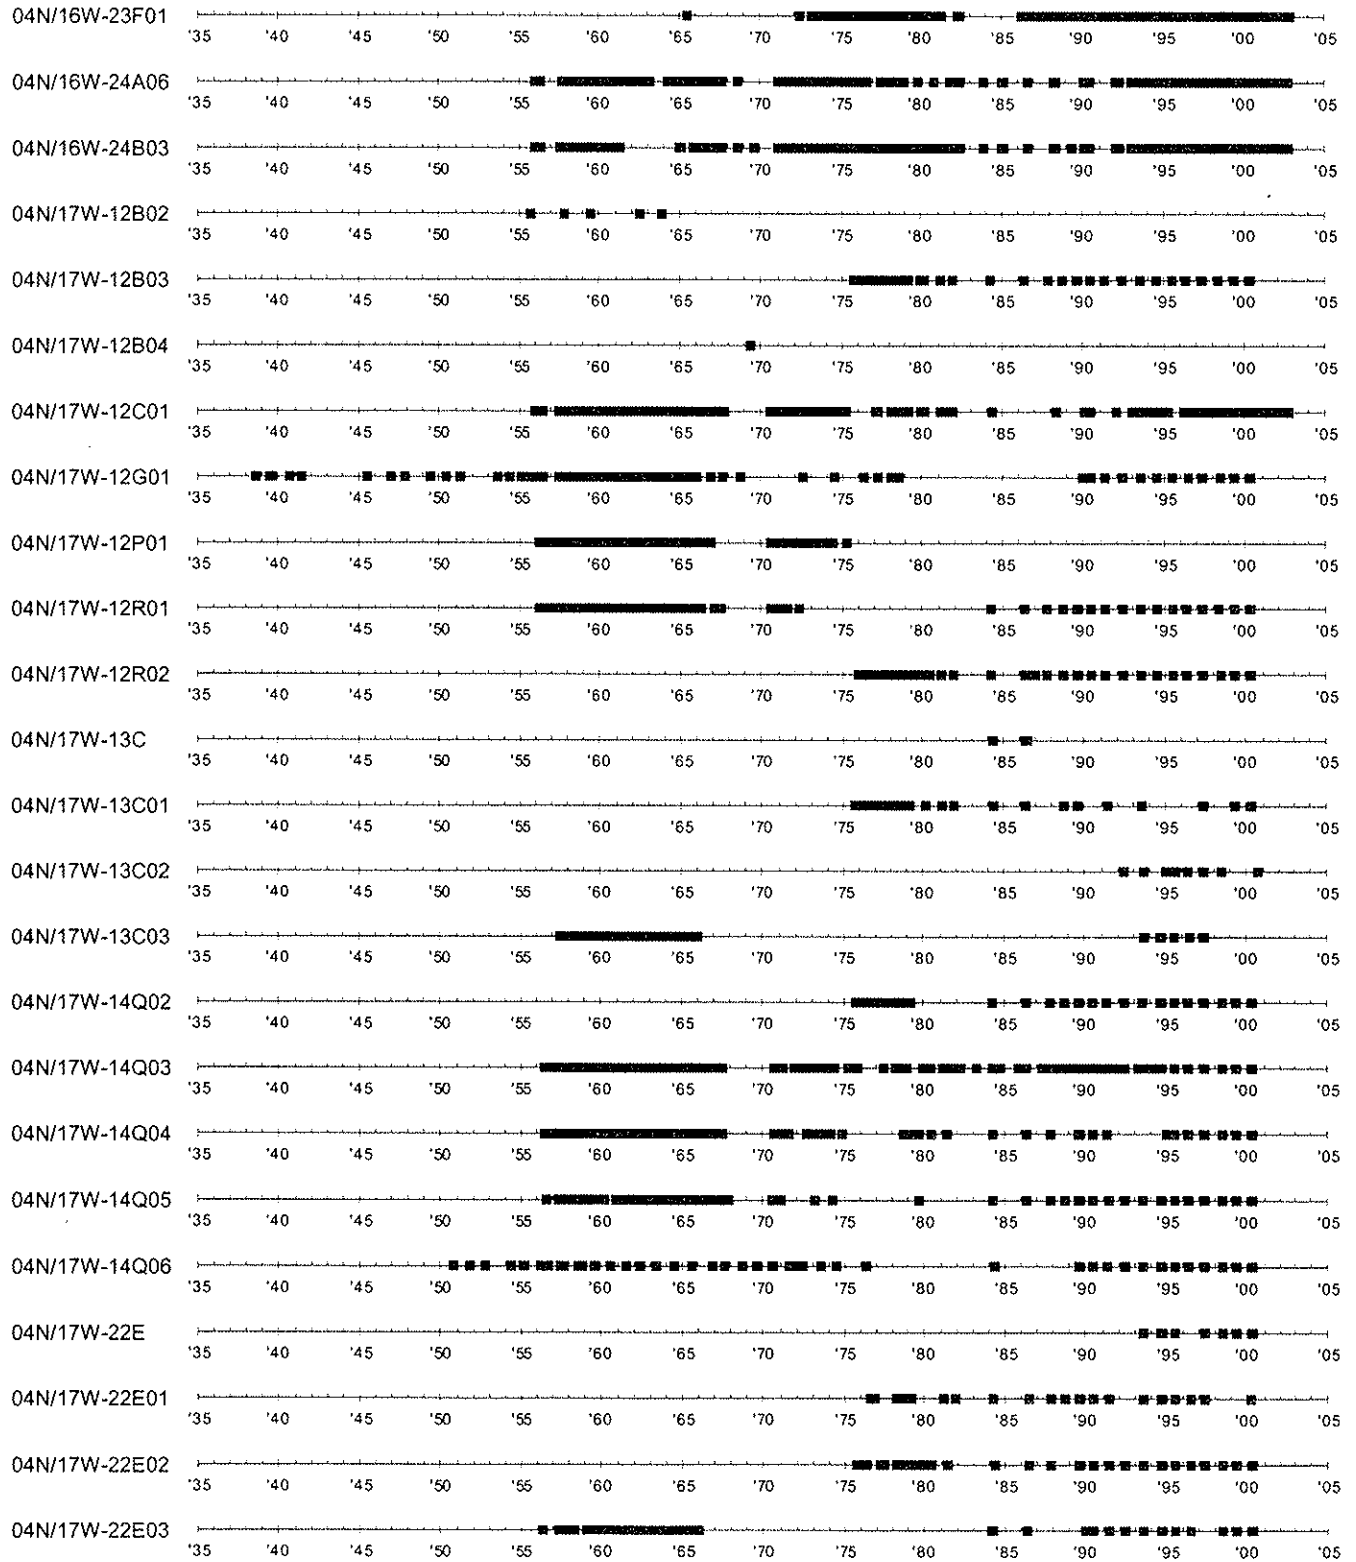 04N/16W-23F01
'35 '40 '45 '50 '55 '60 '65 '70 '75 '80 '85 '90 '95 '00 '05
04N/16W-24A06
'35 '40 '45 '50 '55 '60 '65 '70 '75 '80 '85 '90 '95 '00 '05
04N/16W-24B03
'35 '40 '45 '50 '55 '60 '65 '70 '75 '80 '85 '90 '95 '00 '05
04N/17W-12B02
'35 '40 '45 '50 '55 '60 '65 '70 '75 '80 '85 '90 '95 '00 '05
04N/17W-12B03
'35 '40 '45 '50 '55 '60 '65 '70 '75 '80 '85 '90 '95 '00 '05
04N/17W-12B04
'35 '40 '45 '50 '55 '60 '65 '70 '75 '80 '85 '90 '95 '00 '05
04N/17W-12C01
'35 '40 '45 '50 '55 '60 '65 '70 '75 '80 '85 '90 '95 '00 '05
04N/17W-12G01
'35 '40 '45 '50 '55 '60 '65 '70 '75 '80 '85 '90 '95 '00 '05
04N/17W-12P01
'35 '40 '45 '50 '55 '60 '65 '70 '75 '80 '85 '90 '95 '00 '05
04N/17W-12R01
'35 '40 '45 '50 '55 '60 '65 '70 '75 '80 '85 '90 '95 '00 '05
04N/17W-12R02
'35 '40 '45 '50 '55 '60 '65 '70 '75 '80 '85 '90 '95 '00 '05
04N/17W-13C
'35 '40 '45 '50 '55 '60 '65 '70 '75 '80 '85 '90 '95 '00 '05
04N/17W-13C01
'35 '40 '45 '50 '55 '60 '65 '70 '75 '80 '85 '90 '95 '00 '05
04N/17W-13C02
'35 '40 '45 '50 '55 '60 '65 '70 '75 '80 '85 '90 '95 '00 '05
04N/17W-13C03
'35 '40 '45 '50 '55 '60 '65 '70 '75 '80 '85 '90 '95 '00 '05
04N/17W-14Q02
'35 '40 '45 '50 '55 '60 '65 '70 '75 '80 '85 '90 '95 '00 '05
04N/17W-14Q03
'35 '40 '45 '50 '55 '60 '65 '70 '75 '80 '85 '90 '95 '00 '05
04N/17W-14Q04
'35 '40 '45 '50 '55 '60 '65 '70 '75 '80 '85 '90 '95 '00 '05
04N/17W-14Q05
'35 '40 '45 '50 '55 '60 '65 '70 '75 '80 '85 '90 '95 '00 '05
04N/17W-14Q06
'35 '40 '45 '50 '55 '60 '65 '70 '75 '80 '85 '90 '95 '00 '05
04N/17W-22E
'35 '40 '45 '50 '55 '60 '65 '70 '75 '80 '85 '90 '95 '00 '05
04N/17W-22E01
'35 '40 '45 '50 '55 '60 '65 '70 '75 '80 '85 '90 '95 '00 '05
04N/17W-22E02
'35 '40 '45 '50 '55 '60 '65 '70 '75 '80 '85 '90 '95 '00 '05
04N/17W-22E03
'35 '40 '45 '50 '55 '60 '65 '70 '75 '80 '85 '90 '95 '00 '05